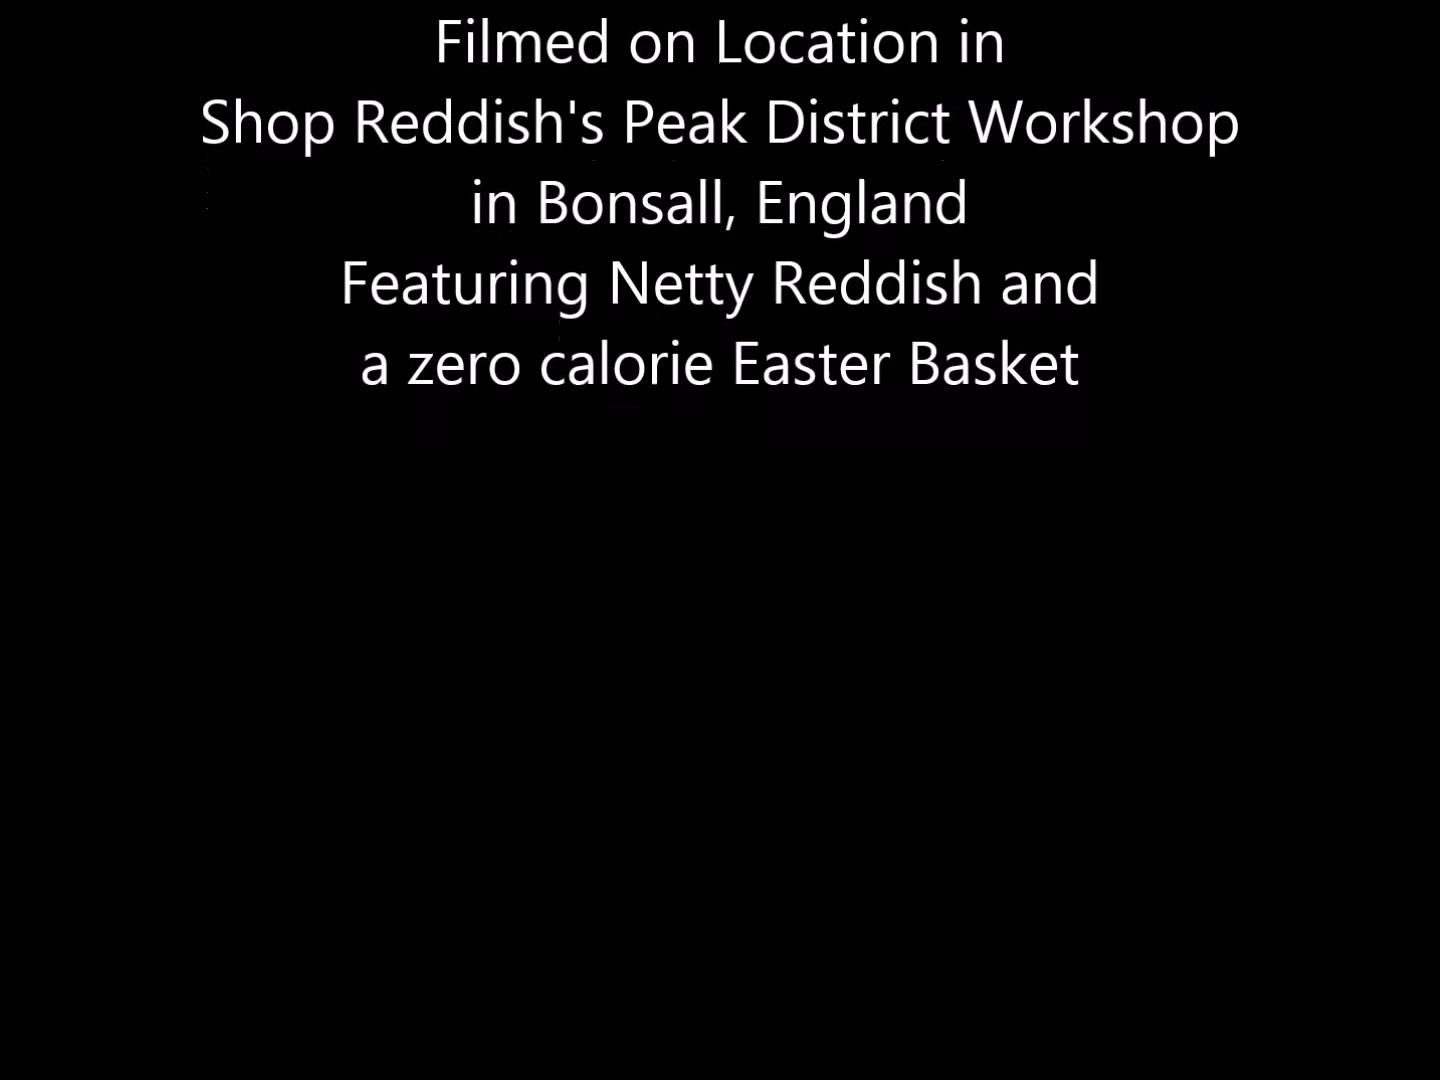 Filmed on Location in
Shop Reddish's Peak District Workshop
in Bonsall, England
Featuring Netty Reddish and
a zero calorie Easter Basket